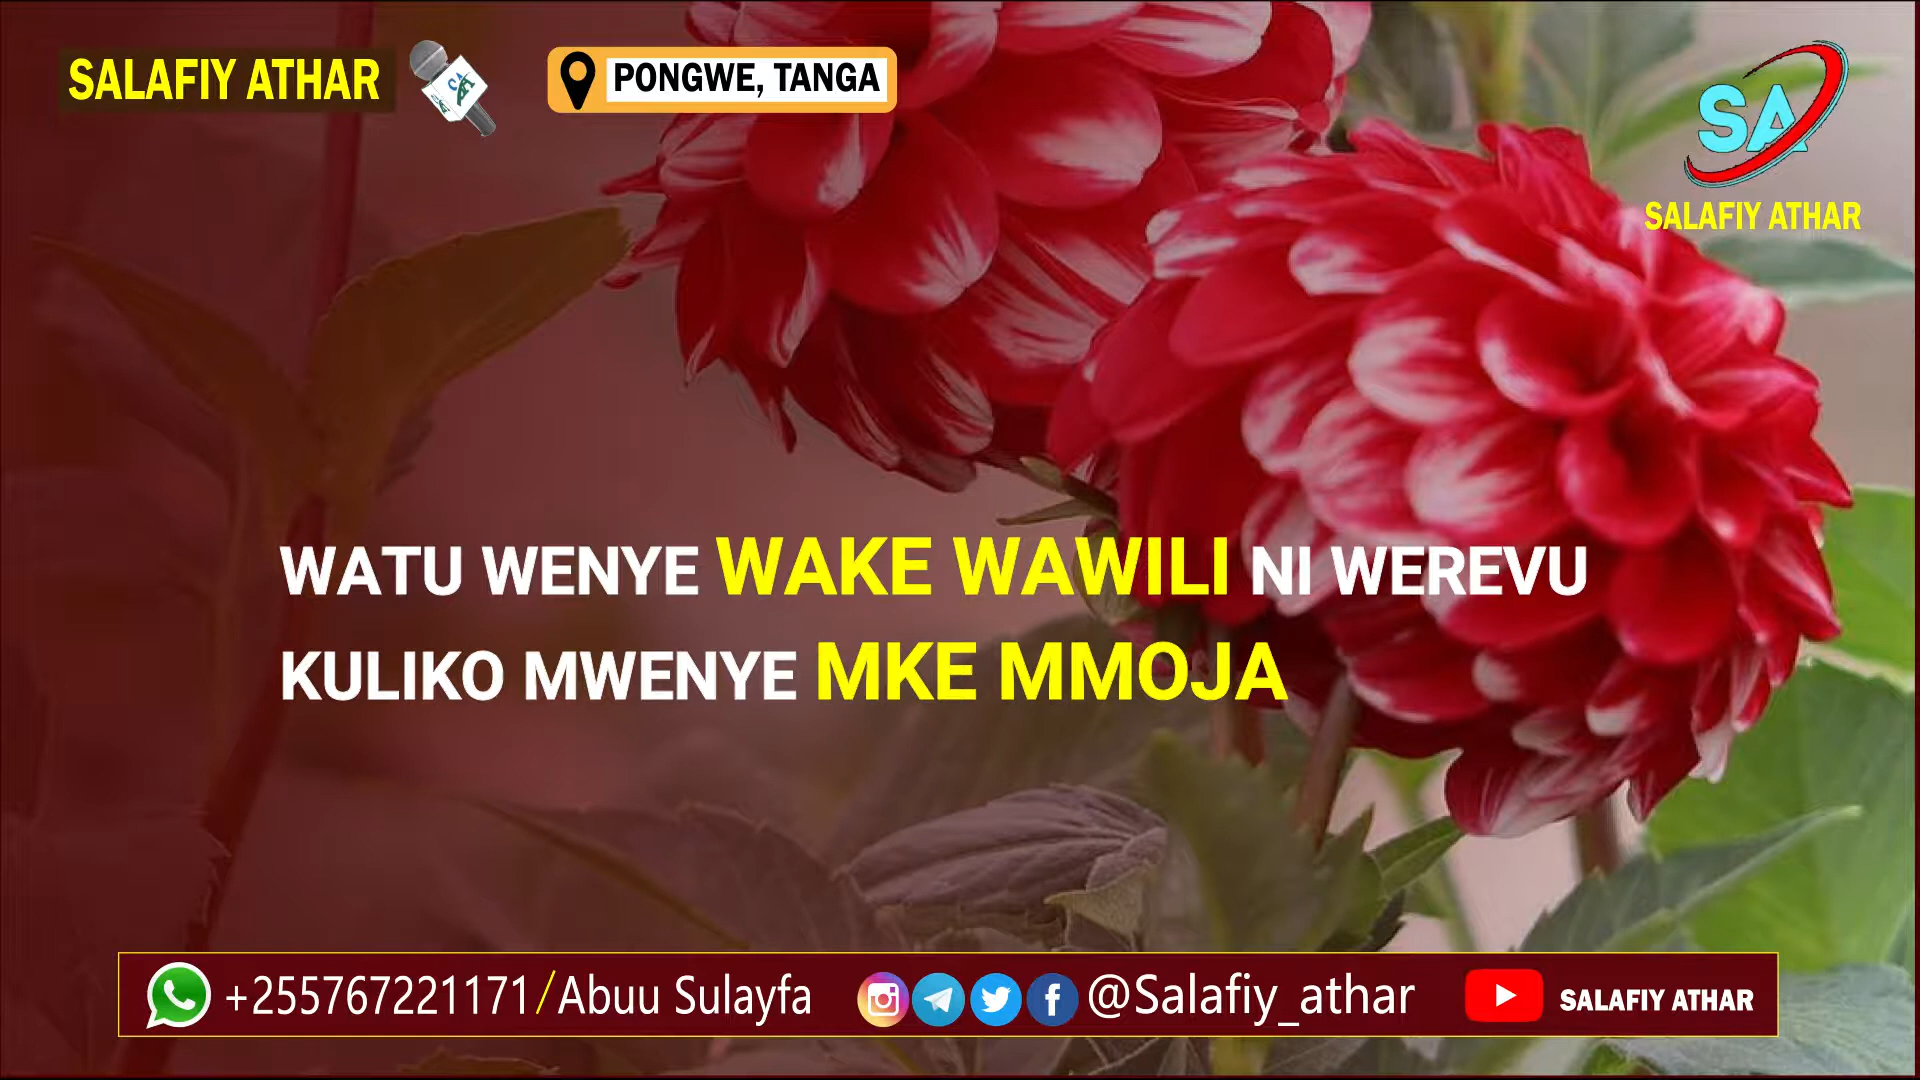 SALAFIY ATHAR
PONGWE, TANGA
SA
SALAFIY ATHAR
WATU WENYE WAKE WAWILI NI WEREVU
KULIKO MWENYE MKE MMOJA
+255767221171/Abuu Sulayfa
@Salafiy_athar
SALAFIY ATHAR